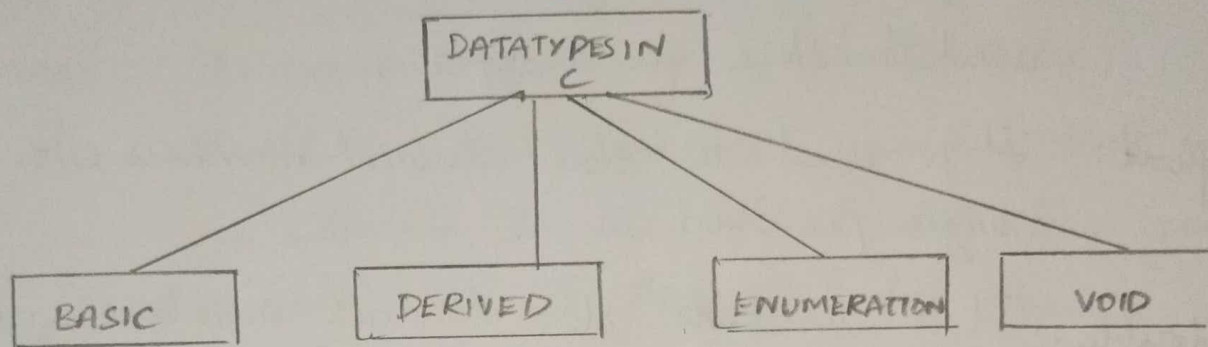 DATATYPES IN
C
BASIC
DERIVED
ENUMERATION
VOID